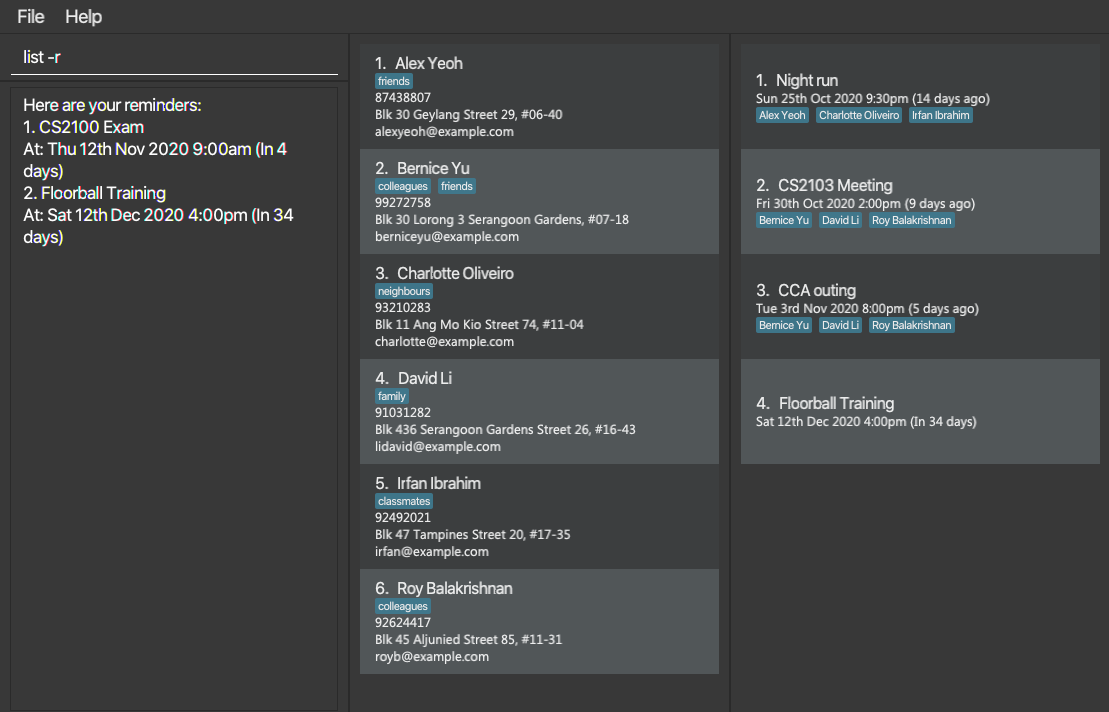 File Help
list -r
Here are your reminders:
1. CS2100 Exam
At: Thu 12th Nov 2020 9:00am (In 4
days)
2. Floorball Training
At: Sat 12th Dec 2020 4:00pm (In 34
days)
1. Alex Yeoh
friends
87438807
Blk 30 Geylang Street 29, #06-40
alexyeoh@example.com
2. Bernice Yu
colleagues friends
99272758
Blk 30 Lorong 3 Serangoon Gardens, #07-18
berniceyu@example.com
3. Charlotte Oliveiro
neighbours
93210283
Blk 11 Ang Mo Kio Street 74, #11-04
charlotte@example.com
4. David Li
family
91031282
Blk 436 Serangoon Gardens Street 26, #16-43
lidavid@example.com
5. Irfan Ibrahim
classmates
92492021
Blk 47 Tampines Street 20, #17-35
irfan@example.com
6. Roy Balakrishnan
colleagues
92624417
Blk 45 Aljunied Street 85, #11-31
royb@example.com
1. Night run
Sun 25th Oct 2020 9:30pm (14 days ago)
Alex Yeoh Charlotte Oliveiro Irfan Ibrahim
2. CS2103 Meeting
Fri 30th Oct 2020 2:00pm (9 days ago)
Bernice Yu David Li Roy Balakrishnan
3. CCA outing
Tue 3rd Nov 2020 8:00pm (5 days ago)
Bernice Yu David Li Roy Balakrishnan
4. Floorball Training
Sat 12th Dec 2020 4:00pm (In 34 days)